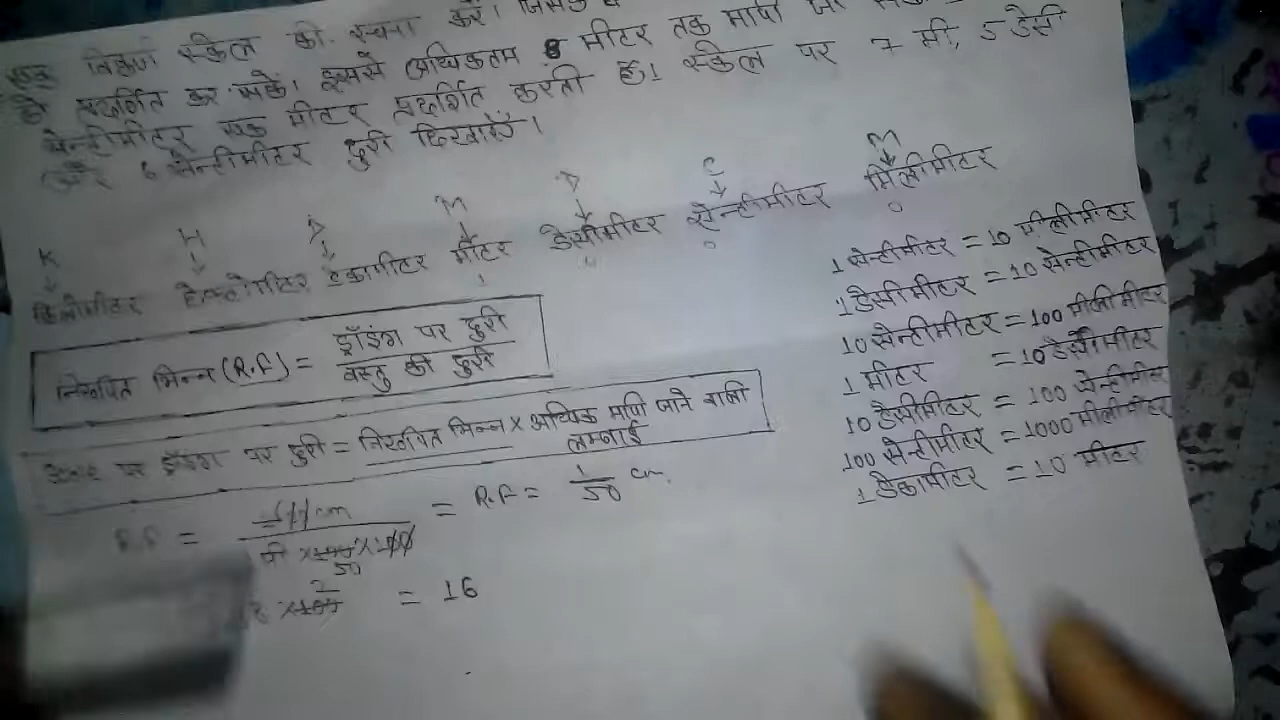 एक विकर्ण स्केल की रचना करें। जिसके
को प्रदर्शित कर सके। इससे अधिकतम 8 मीटर तक मापा जा
सेन्टीमीटर एक मीटर प्रदर्शित करती है। स्केल पर 7 मी, 5 डेसी
और 6 सेन्टीमीटर दुरी दिखाएँ।
K H D M D C M
किलोमीटर हेक्टोमीटर डेकामीटर मीटर डेसीमीटर सेन्टीमीटर मिलीमीटर
1 सेन्टीमीटर = 10 मीलीमीटर
1 डेसीमीटर = 10 सेन्टीमीटर
10 सेन्टीमीटर = 100 मीलीमीटर
1 मीटर = 10 डेसीमीटर
10 डेसीमीटर = 100 सेन्टीमीटर
100 सेन्टीमीटर = 1000 मीलीमीटर
1 डेकामीटर = 10 मीटर
निरूपित भिन्न (R.F) = ड्रॉइंग पर दुरी / वस्तु की दुरी
पर ड्रॉइंग पर दुरी = निरूपित भिन्न × अधिक मापी जाने वाली लम्बाई
R.F = = R.F = 1/50 cm
= 16